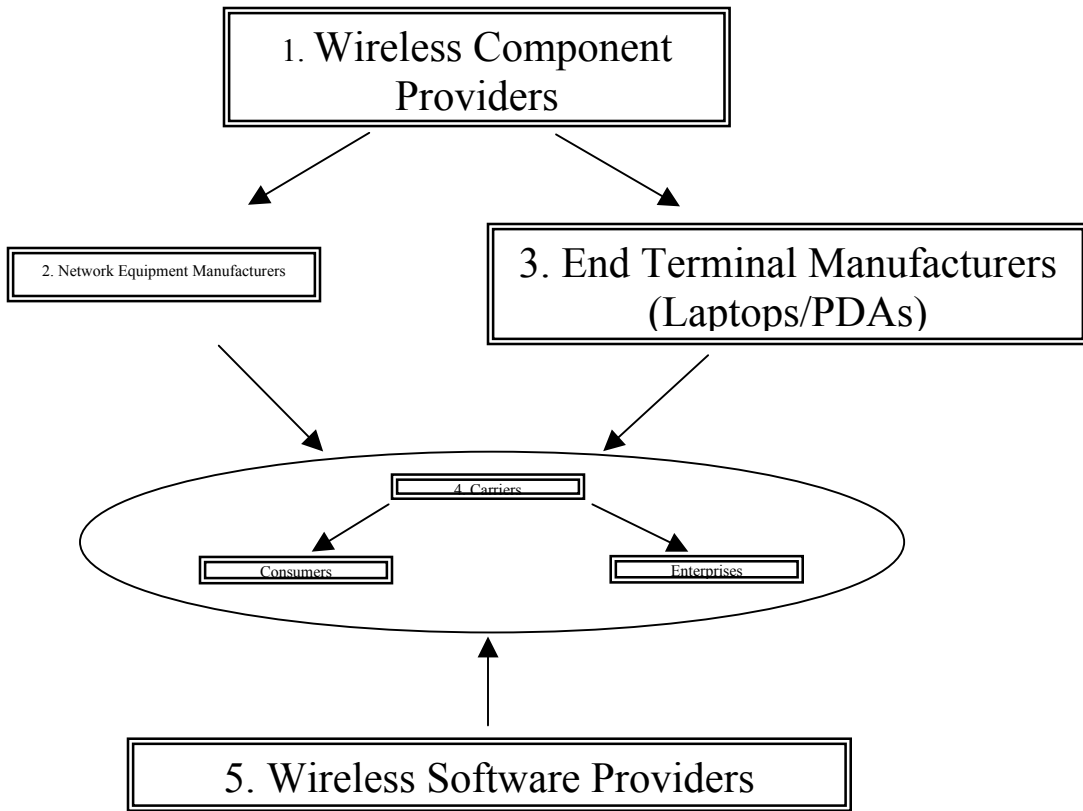 1. Wireless Component
Providers
2. Network Equipment Manufacturers
3. End Terminal Manufacturers
(Laptops/PDAs)
4. Carriers
Consumers
Enterprises
5. Wireless Software Providers